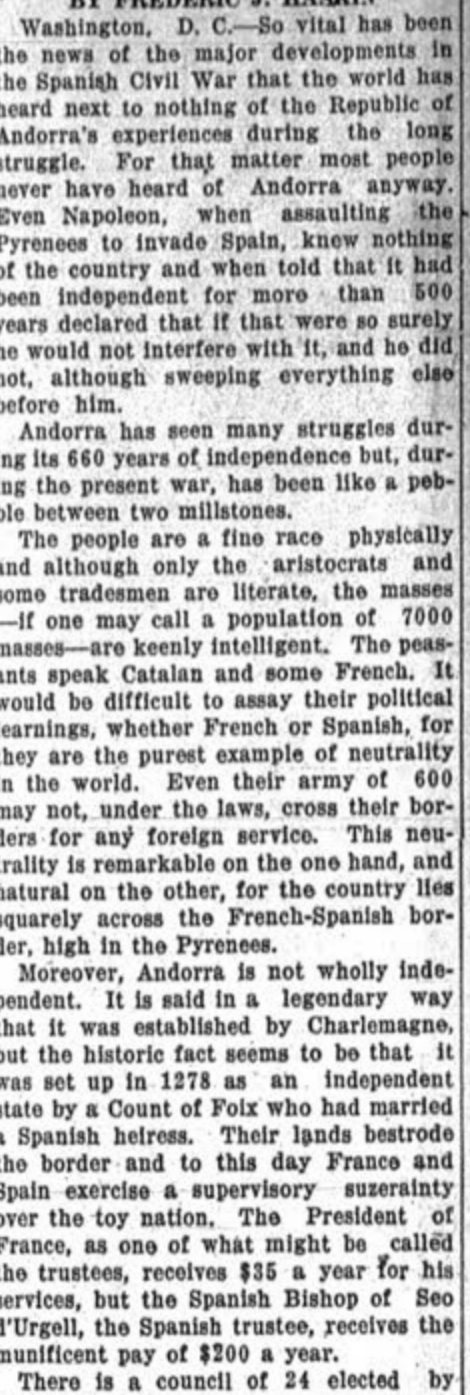 BY FREDERIC J. HASKIN
Washington, D. C.—So vital has been
the news of the major developments in
the Spanish Civil War that the world has
heard next to nothing of the Republic of
Andorra's experiences during the long
struggle. For that matter most people
never have heard of Andorra anyway.
Even Napoleon, when assaulting the
Pyrenees to invade Spain, knew nothing
of the country and when told that it had
been independent for more than 500
years declared that if that were so surely
he would not interfere with it, and he did
not, although sweeping everything else
before him.
Andorra has seen many struggles dur-
ng its 660 years of independence but, dur-
ng the present war, has been like a peb-
ble between two millstones.
The people are a fine race physically
and although only the aristocrats and
some tradesmen are literate, the masses
—if one may call a population of 7000
masses—are keenly intelligent. The peas-
ants speak Catalan and some French. It
would be difficult to assay their political
earnings, whether French or Spanish, for
they are the purest example of neutrality
n the world. Even their army of 600
may not, under the laws, cross their bor-
ders for any foreign service. This neu-
trality is remarkable on the one hand, and
natural on the other, for the country lies
squarely across the French-Spanish bor-
der, high in the Pyrenees.
Moreover, Andorra is not wholly inde-
pendent. It is said in a legendary way
that it was established by Charlemagne,
but the historic fact seems to be that it
was set up in 1278 as an independent
state by a Count of Foix who had married
a Spanish heiress. Their lands bestrode
the border and to this day France and
Spain exercise a supervisory suzerainty
over the toy nation. The President of
France, as one of what might be called
the trustees, receives $35 a year for his
services, but the Spanish Bishop of Seo
d'Urgell, the Spanish trustee, receives the
munificent pay of $200 a year.
There is a council of 24 elected by